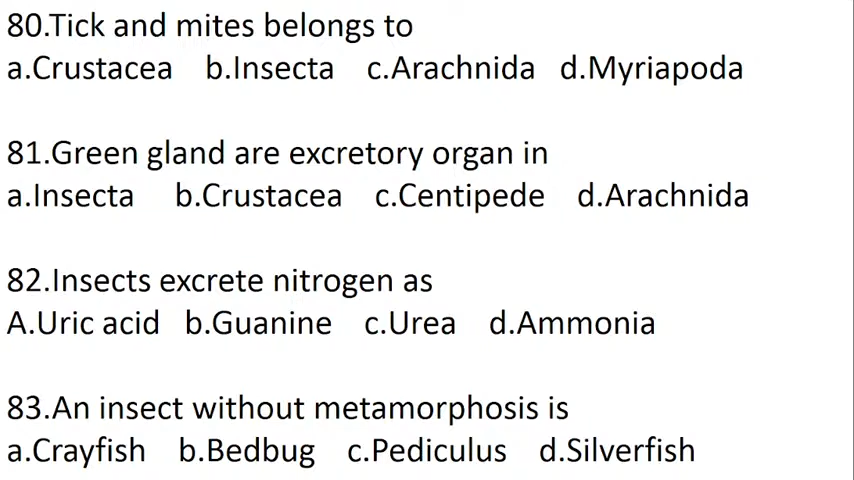 80.Tick and mites belongs to
a.Crustacea b.Insecta c.Arachnida d.Myriapoda
81.Green gland are excretory organ in
a.Insecta b.Crustacea c.Centipede d.Arachnida
82.Insects excrete nitrogen as
A.Uric acid b.Guanine c.Urea d.Ammonia
83.An insect without metamorphosis is
a.Crayfish b.Bedbug c.Pediculus d.Silverfish